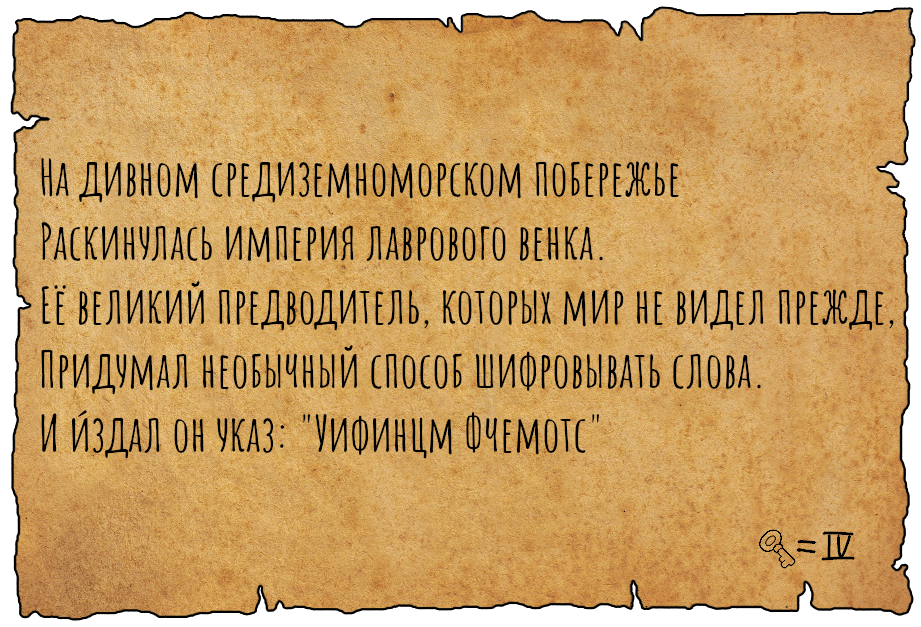 На дивном средиземноморском побережье
Раскинулась империя лаврового венка.
Её великий предводитель, которых мир не видел прежде,
Придумал необычный способ шифровывать слова.
И и́здал он указ: "Уифинцм Фчемотс"
= IV